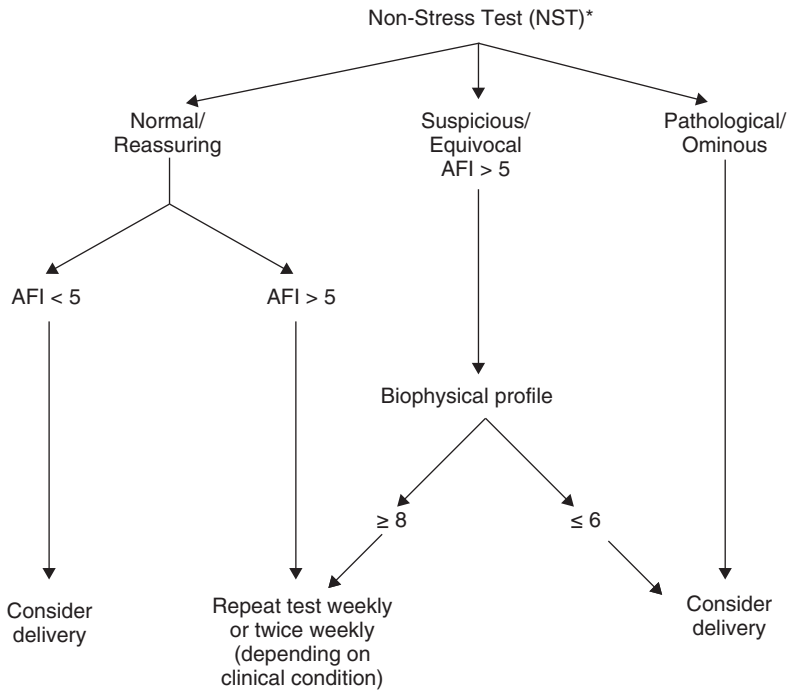 Non-Stress Test (NST)*
Normal/
Reassuring
Suspicious/
Equivocal
AFI > 5
Pathological/
Ominous
AFI < 5
AFI > 5
Biophysical profile
≥ 8
≤ 6
Consider
delivery
Repeat test weekly
or twice weekly
(depending on
clinical condition)
Consider
delivery